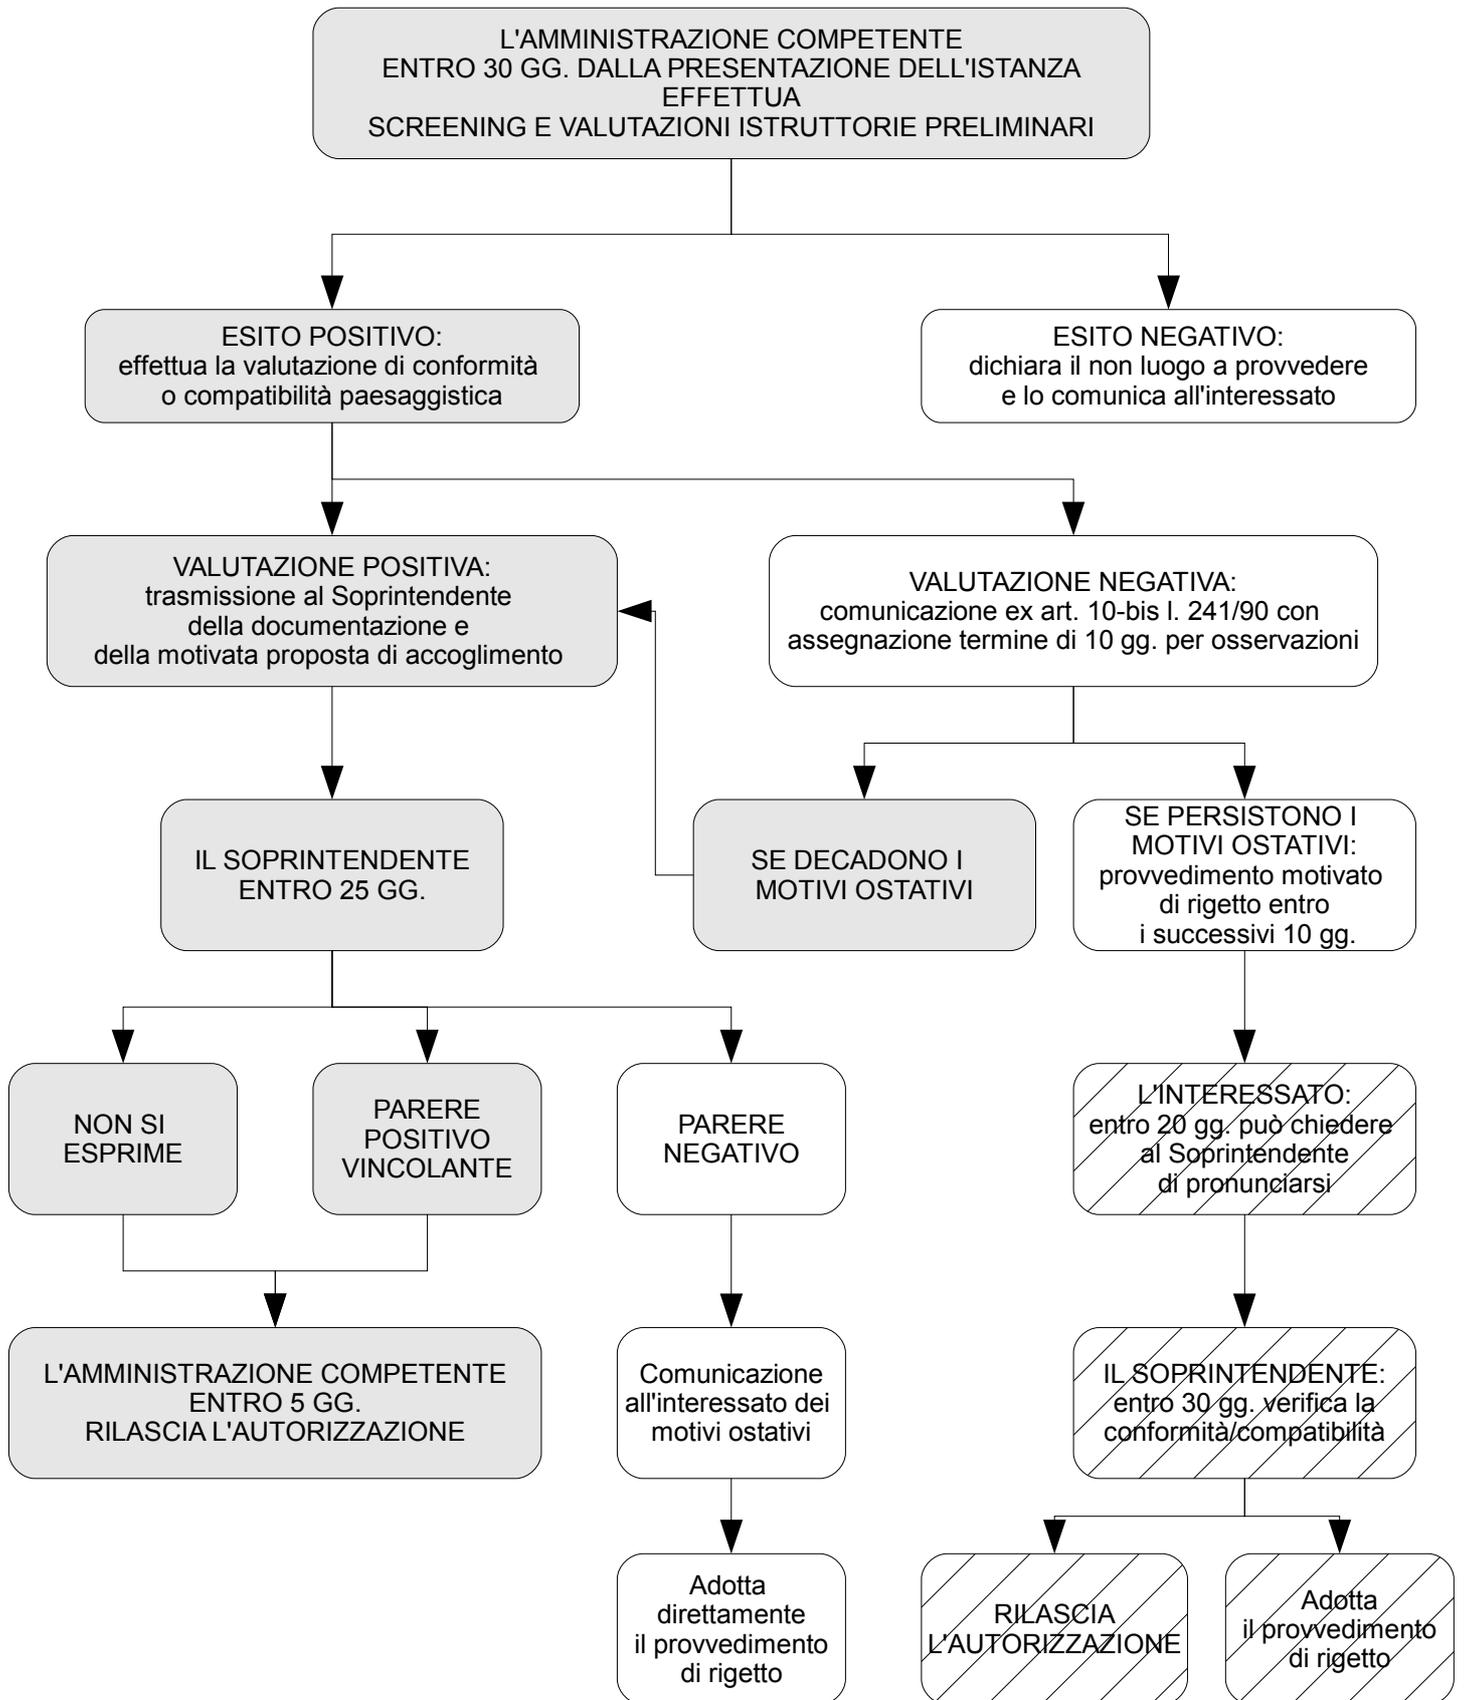 L'AMMINISTRAZIONE COMPETENTE
ENTRO 30 GG. DALLA PRESENTAZIONE DELL'ISTANZA
EFFETTUA
SCREENING E VALUTAZIONI ISTRUTTORIE PRELIMINARI
ESITO POSITIVO:
effettua la valutazione di conformità
o compatibilità paesaggistica
ESITO NEGATIVO:
dichiara il non luogo a provvedere
e lo comunica all'interessato
VALUTAZIONE POSITIVA:
trasmissione al Soprintendente
della documentazione e
della motivata proposta di accoglimento
VALUTAZIONE NEGATIVA:
comunicazione ex art. 10-bis l. 241/90 con
assegnazione termine di 10 gg. per osservazioni
IL SOPRINTENDENTE
ENTRO 25 GG.
SE DECADONO I
MOTIVI OSTATIVI
SE PERSISTONO I
MOTIVI OSTATIVI:
provvedimento motivato
di rigetto entro
i successivi 10 gg.
NON SI
ESPRIME
PARERE
POSITIVO
VINCOLANTE
PARERE
NEGATIVO
L'INTERESSATO:
entro 20 gg. può chiedere
al Soprintendente
di pronunciarsi
L'AMMINISTRAZIONE COMPETENTE
ENTRO 5 GG.
RILASCIA L'AUTORIZZAZIONE
Comunicazione
all'interessato dei
motivi ostativi
IL SOPRINTENDENTE:
entro 30 gg. verifica la
conformità/compatibilità
Adotta
direttamente
il provvedimento
di rigetto
RILASCIA
L'AUTORIZZAZIONE
Adotta
il provvedimento
di rigetto